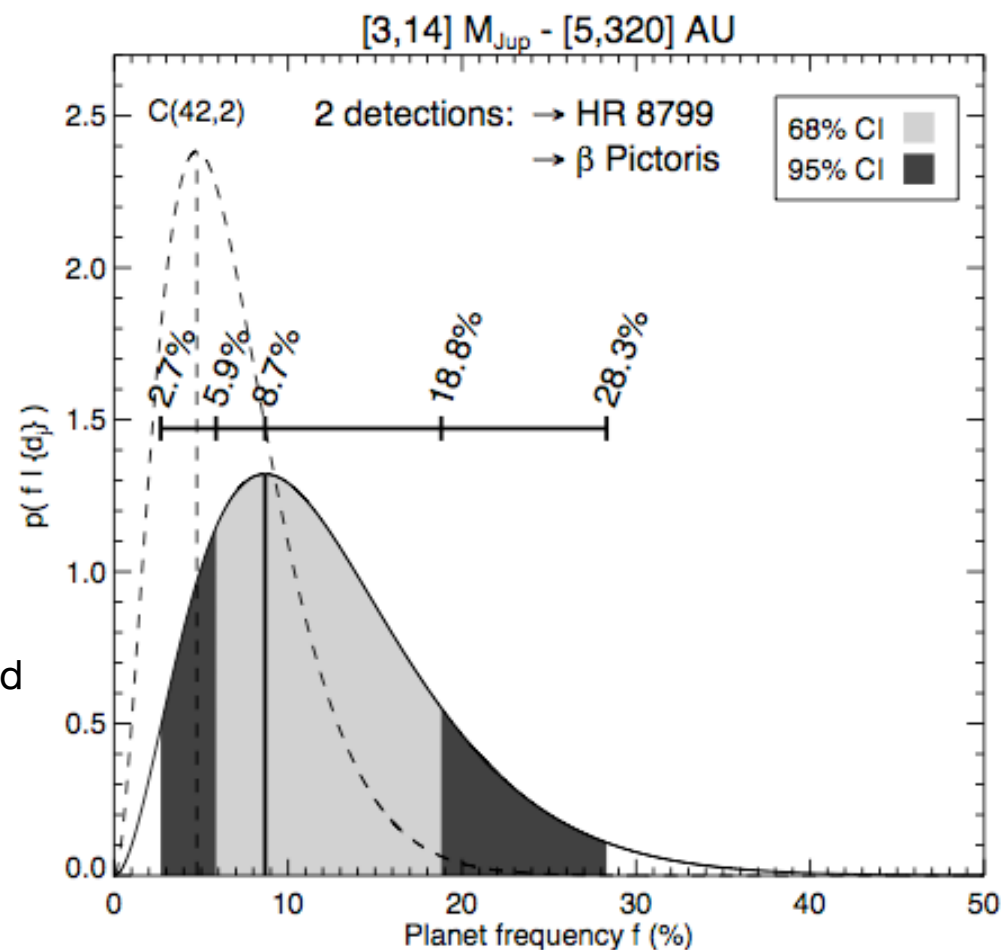 [3,14] M_Jup - [5,320] AU
C(42,2)
2 detections: → HR 8799
→ β Pictoris
68% CI
95% CI
2.5
2.0
1.5
1.0
0.5
0.0
2.7%
5.9%
8.7%
18.8%
28.3%
p( f | {d_j} )
d
0
10
20
30
40
50
Planet frequency f (%)